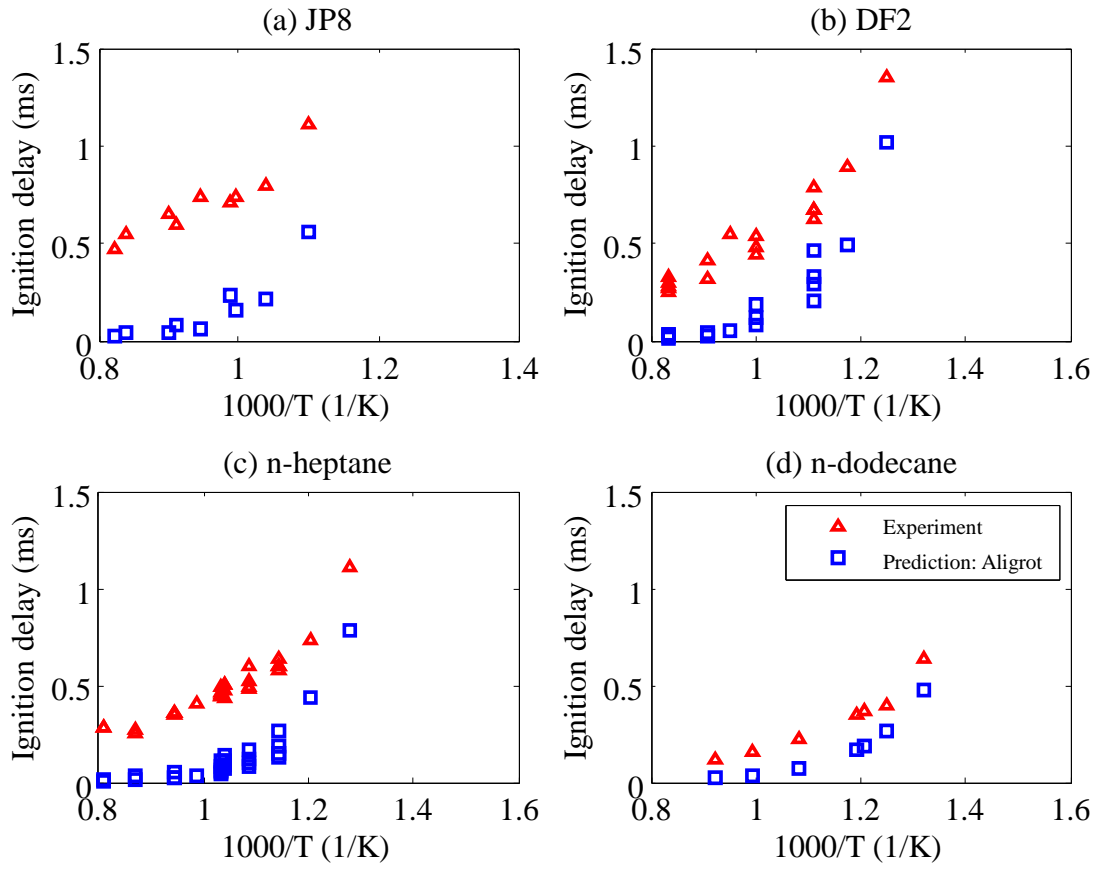 (a) JP8
1.5
1
0.5
0
Ignition delay (ms)
0.8
1
1.2
1.4
1000/T (1/K)
(b) DF2
1.5
1
0.5
0
Ignition delay (ms)
0.8
1
1.2
1.4
1.6
1000/T (1/K)
(c) n-heptane
1.5
1
0.5
0
Ignition delay (ms)
0.8
1
1.2
1.4
1.6
1000/T (1/K)
(d) n-dodecane
1.5
1
0.5
0
Ignition delay (ms)
Experiment
Prediction: Aligrot
0.8
1
1.2
1.4
1.6
1000/T (1/K)